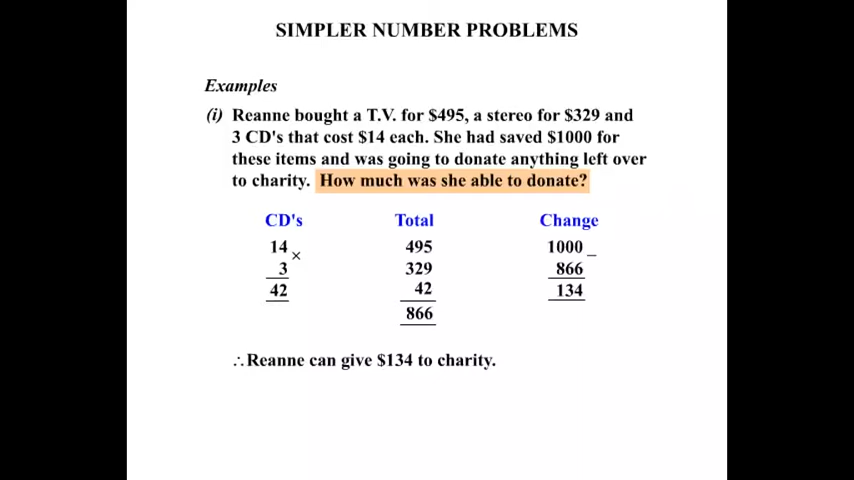 SIMPLER NUMBER PROBLEMS
Examples
(i) Reanne bought a T.V. for $495, a stereo for $329 and
3 CD's that cost $14 each. She had saved $1000 for
these items and was going to donate anything left over
to charity. How much was she able to donate?
CD's Total Change
14 × 495 1000 −
3 329 866
42 42 134
866
∴ Reanne can give $134 to charity.